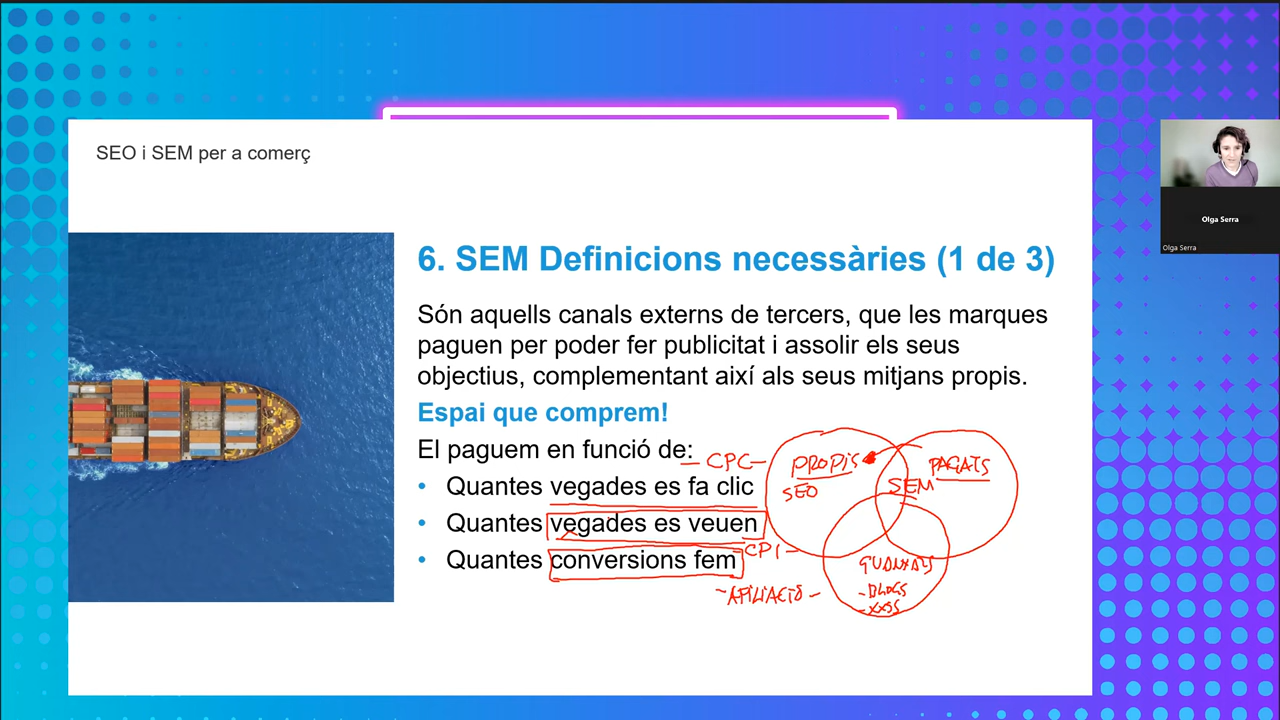 SEO i SEM per a comerç
6. SEM Definicions necessàries (1 de 3)
Són aquells canals externs de tercers, que les marques
paguen per poder fer publicitat i assolir els seus
objectius, complementant així als seus mitjans propis.
Espai que comprem!
El paguem en funció de:
- CPC -
• Quantes vegades es fa clic
• Quantes vegades es veuen
CPI -
• Quantes conversions fem
- AFILIACIÓ -
PROPIS
SEO
PAGATS
SEM
GUANYATS
- BLOGS
- XXSS
Olga Serra
Olga Serra